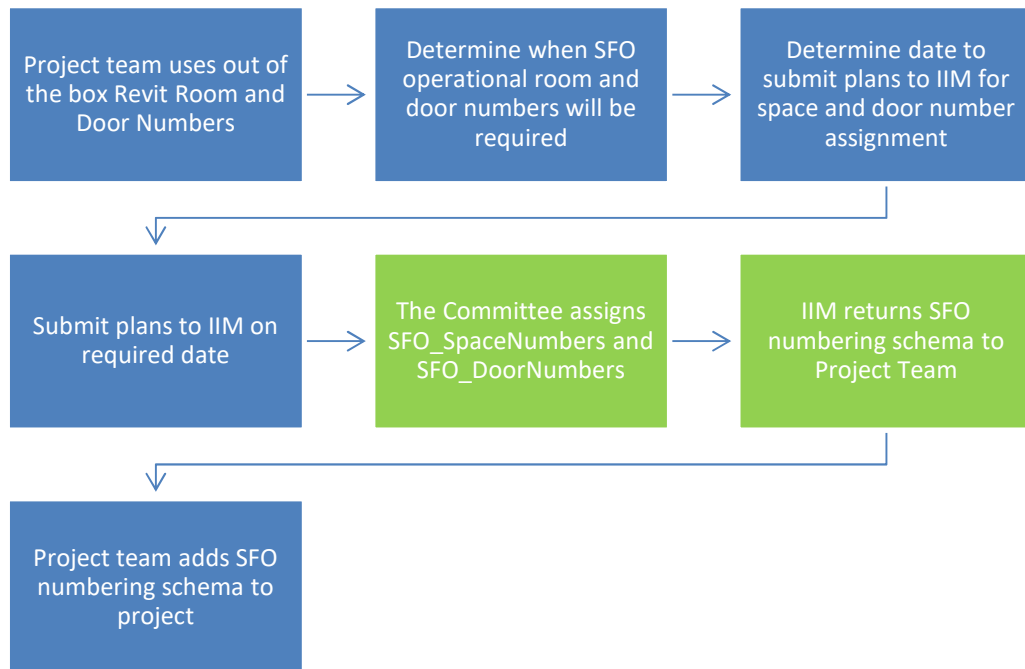 Project team uses out of
the box Revit Room and
Door Numbers
Determine when SFO
operational room and
door numbers will be
required
Determine date to
submit plans to IIM for
space and door number
assignment
Submit plans to IIM on
required date
The Committee assigns
SFO_SpaceNumbers and
SFO_DoorNumbers
IIM returns SFO
numbering schema to
Project Team
Project team adds SFO
numbering schema to
project